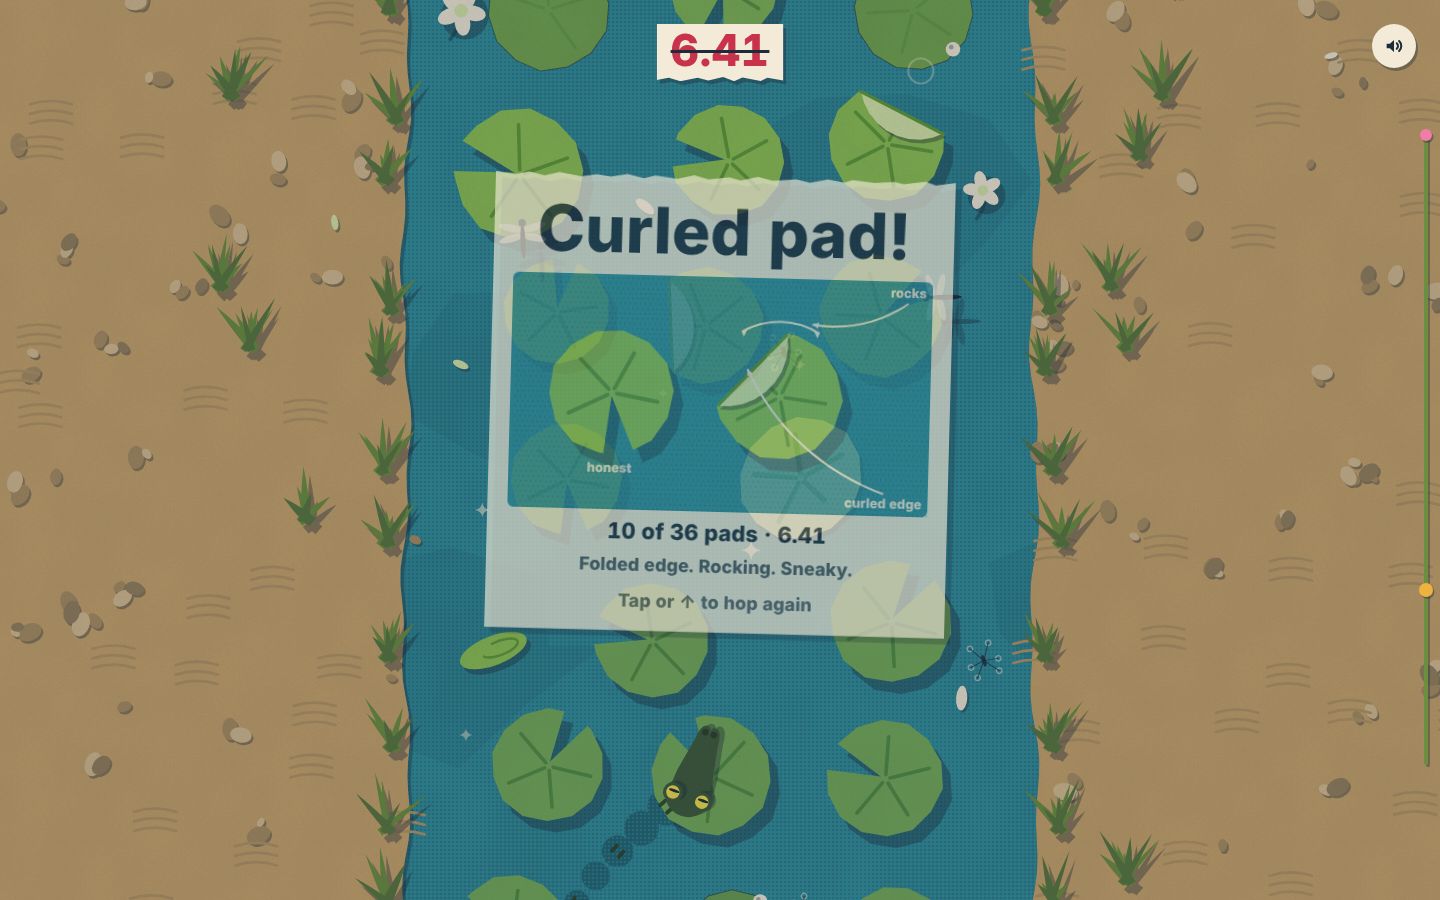 6.41
Curled pad!
rocks
honest
curled edge
10 of 36 pads · 6.41
Folded edge. Rocking. Sneaky.
Tap or ↑ to hop again